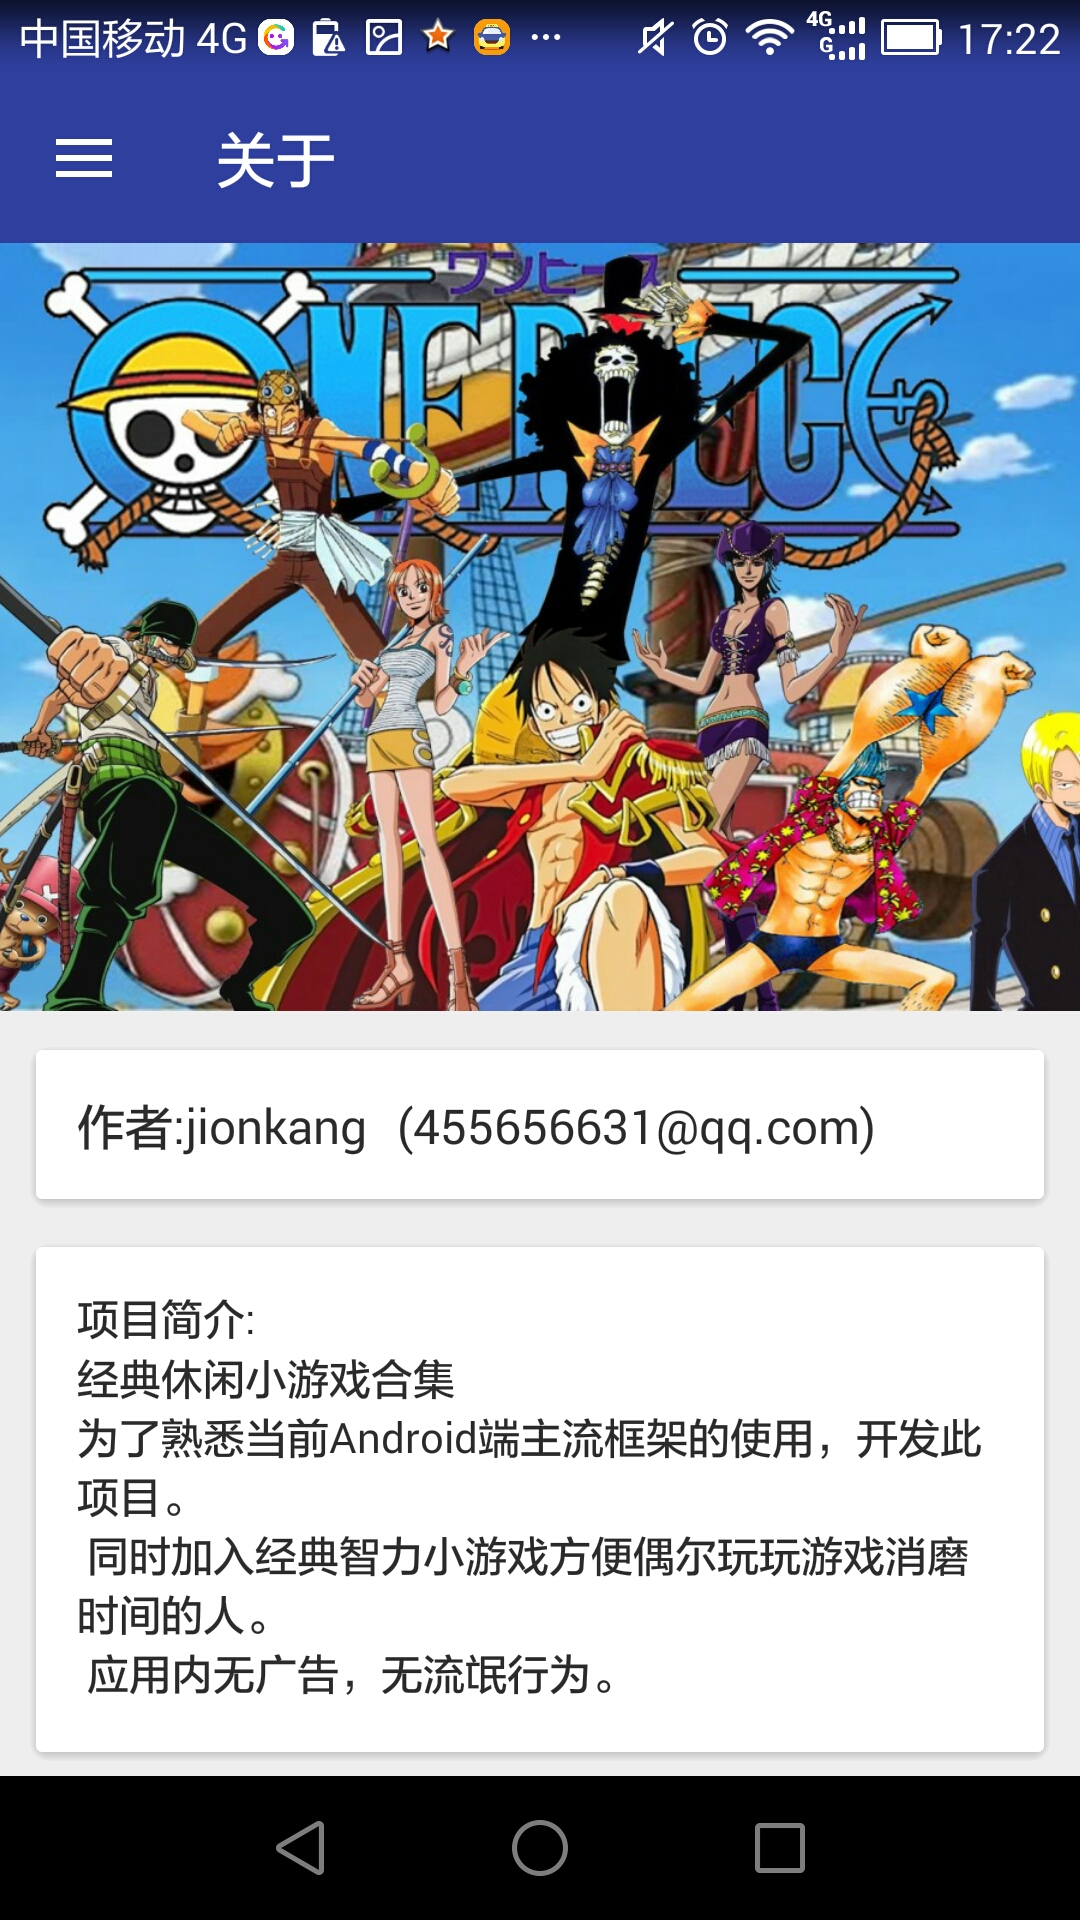 中国移动 4G 4G G 17:22
关于
ワンピース
ONE PIECE
作者:jionkang (455656631@qq.com)
项目简介:
经典休闲小游戏合集
为了熟悉当前Android端主流框架的使用，开发此
项目。
同时加入经典智力小游戏方便偶尔玩玩游戏消磨
时间的人。
应用内无广告，无流氓行为。